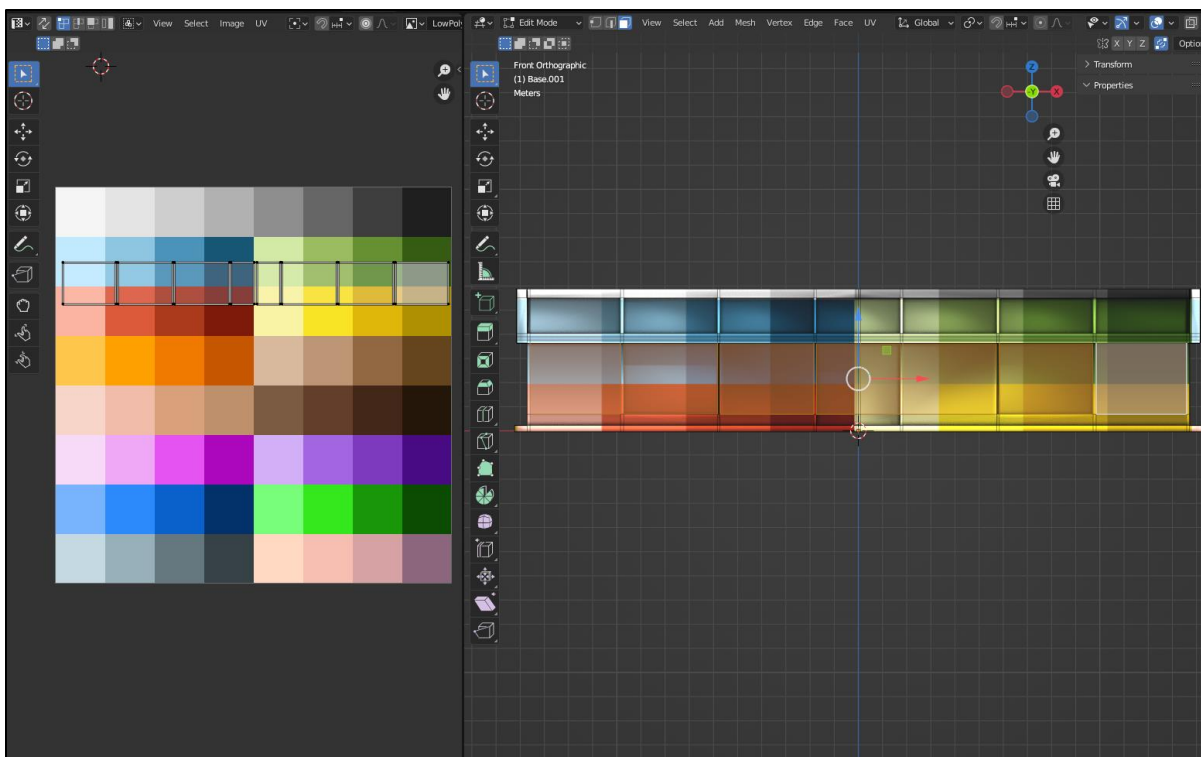 View Select Image UV LowPoly
Edit Mode View Select Add Mesh Vertex Edge Face UV Global
X Y Z Optio
Front Orthographic
(1) Base.001
Meters
Z
-Y X
Transform
Properties